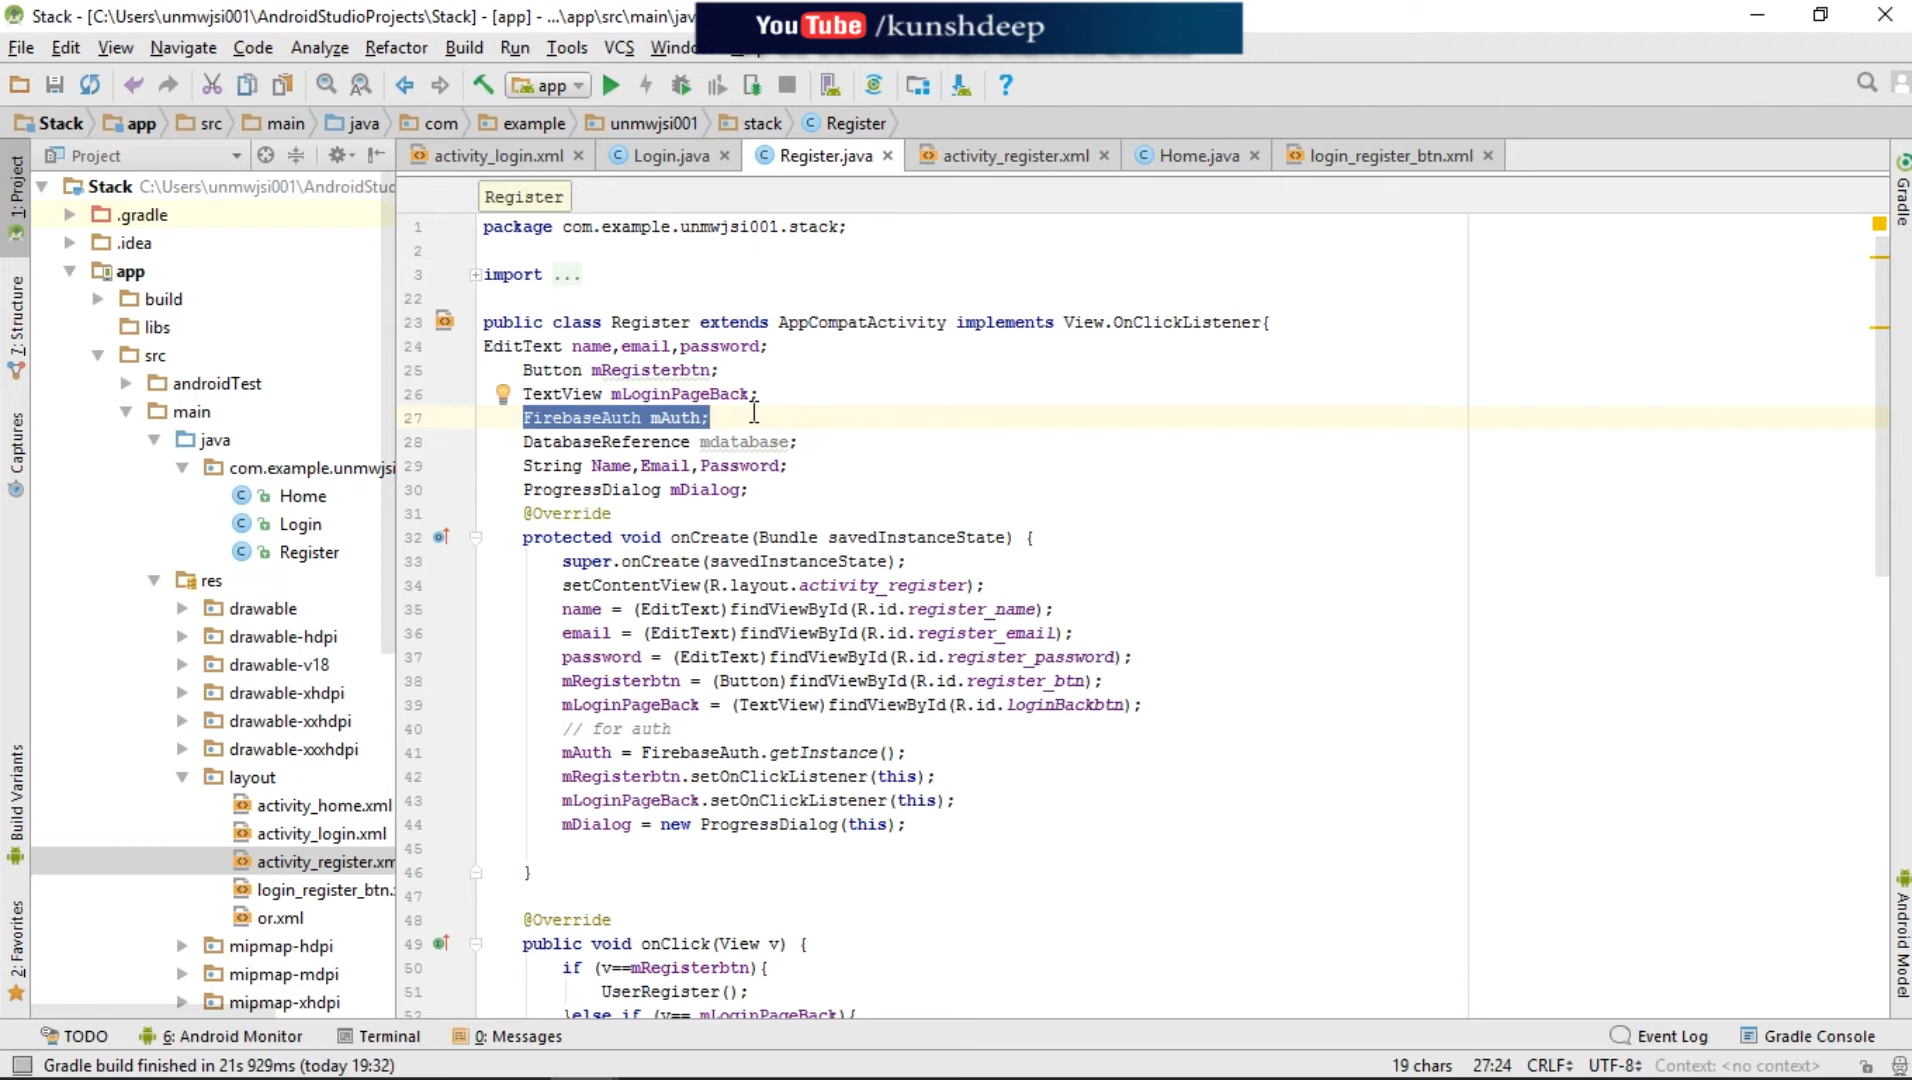 Stack - [C:\Users\unmwjsi001\AndroidStudioProjects\Stack] - [app] - ...\app\src\main\jav
YouTube /kunshdeep
File Edit View Navigate Code Analyze Refactor Build Run Tools VCS Windo
app
Stack app src main java com example unmwjsi001 stack Register
Project
activity_login.xml Login.java Register.java activity_register.xml Home.java login_register_btn.xml
Stack C:\Users\unmwjsi001\AndroidStud
.gradle
.idea
app
build
libs
src
androidTest
main
java
com.example.unmwjsi
Home
Login
Register
res
drawable
drawable-hdpi
drawable-v18
drawable-xhdpi
drawable-xxhdpi
drawable-xxxhdpi
layout
activity_home.xml
activity_login.xml
activity_register.xm
login_register_btn.
or.xml
mipmap-hdpi
mipmap-mdpi
mipmap-xhdpi
1: Project
7: Structure
Captures
Build Variants
2: Favorites
Register
1 package com.example.unmwjsi001.stack;
2
3 import ...
22
23 public class Register extends AppCompatActivity implements View.OnClickListener{
24 EditText name,email,password;
25 Button mRegisterbtn;
26 TextView mLoginPageBack;
27 FirebaseAuth mAuth;
28 DatabaseReference mdatabase;
29 String Name,Email,Password;
30 ProgressDialog mDialog;
31 @Override
32 protected void onCreate(Bundle savedInstanceState) {
33 super.onCreate(savedInstanceState);
34 setContentView(R.layout.activity_register);
35 name = (EditText)findViewById(R.id.register_name);
36 email = (EditText)findViewById(R.id.register_email);
37 password = (EditText)findViewById(R.id.register_password);
38 mRegisterbtn = (Button)findViewById(R.id.register_btn);
39 mLoginPageBack = (TextView)findViewById(R.id.loginBackbtn);
40 // for auth
41 mAuth = FirebaseAuth.getInstance();
42 mRegisterbtn.setOnClickListener(this);
43 mLoginPageBack.setOnClickListener(this);
44 mDialog = new ProgressDialog(this);
45
46 }
47
48 @Override
49 public void onClick(View v) {
50 if (v==mRegisterbtn){
51 UserRegister();
52 }else if (v== mLoginPageBack){
Gradle
Android Model
TODO 6: Android Monitor Terminal 0: Messages Event Log Gradle Console
Gradle build finished in 21s 929ms (today 19:32) 19 chars 27:24 CRLF UTF-8 Context: <no context>